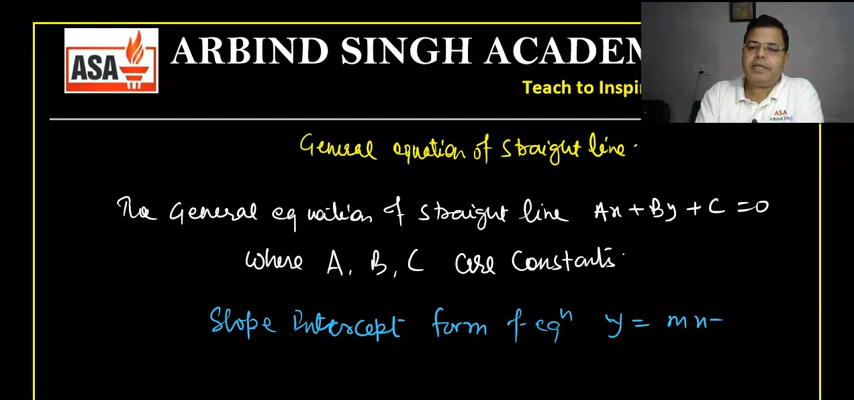 ASA
ARBIND SINGH ACADEM
Teach to Inspi
ASA
General equation of straight line.
The General equation of straight line Ax + By + C = 0
where A, B, C are Constants.
Slope Intercept form of eqⁿ y = mx -